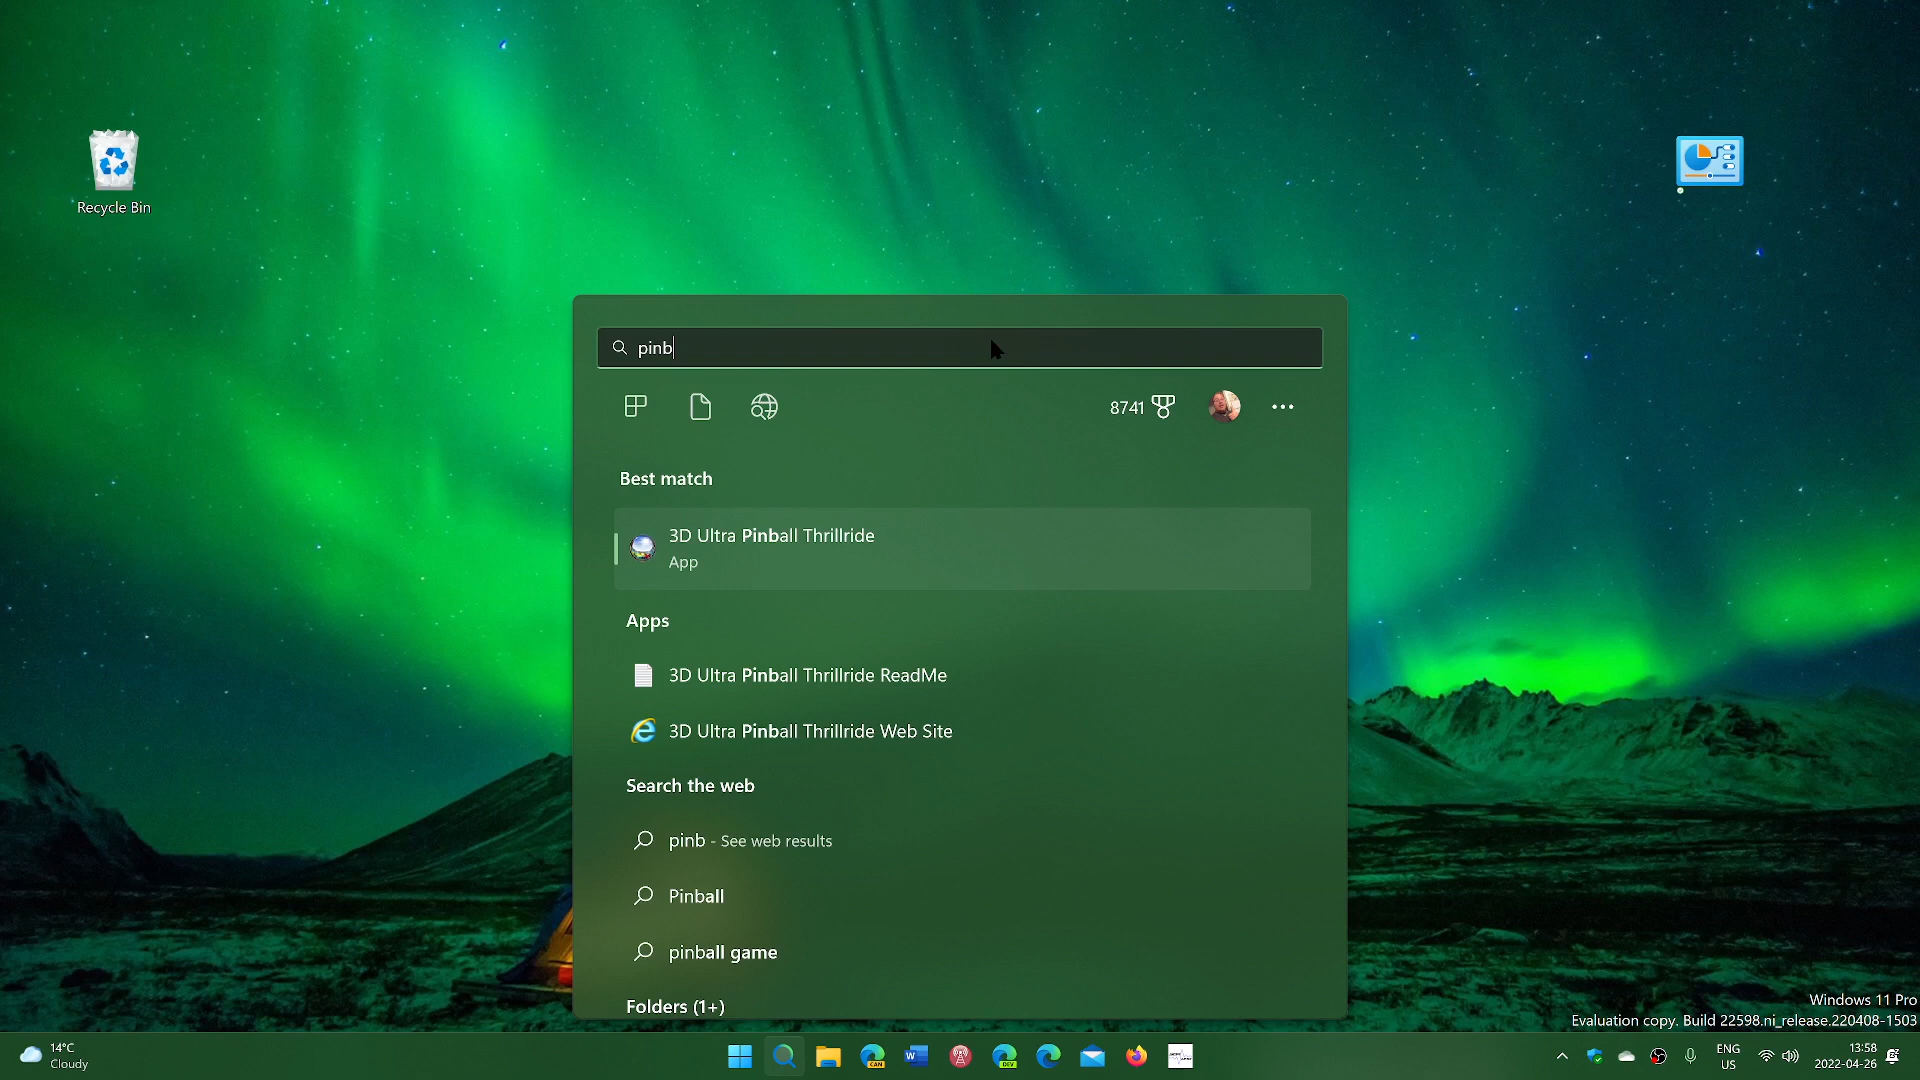 Recycle Bin
pinb
8741
Best match
3D Ultra Pinball Thrillride
App
Apps
3D Ultra Pinball Thrillride ReadMe
3D Ultra Pinball Thrillride Web Site
Search the web
pinb - See web results
Pinball
pinball game
Folders (1+)
Windows 11 Pro
Evaluation copy. Build 22598.ni_release.220408-1503
14°C
Cloudy
CAN
W
DEV
ENG
US
13:58
2022-04-26